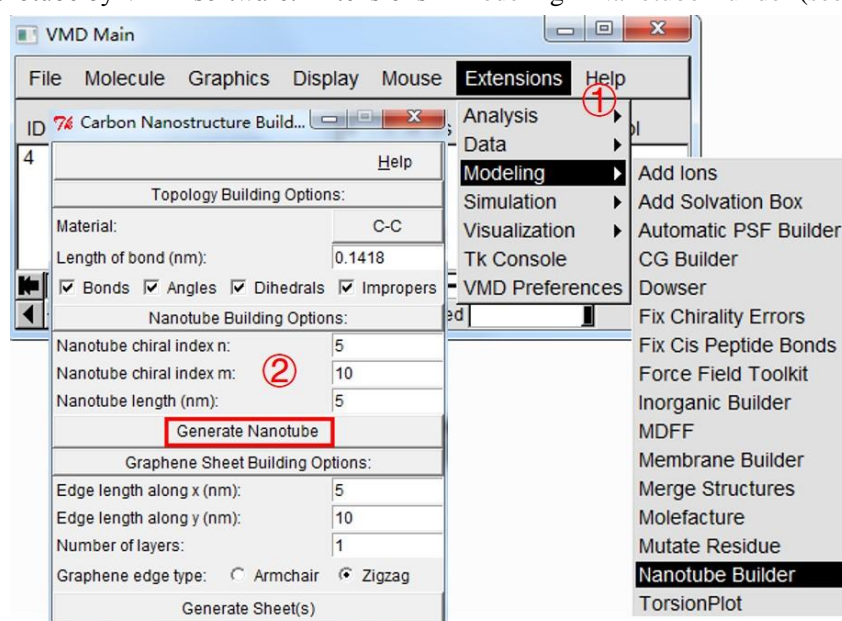 VMD Main
File Molecule Graphics Display Mouse Extensions Help
①
ID
4
Carbon Nanostructure Build...
Help
Topology Building Options:
Material: C-C
Length of bond (nm): 0.1418
Bonds Angles Dihedrals Impropers
Nanotube Building Options:
Nanotube chiral index n: 5
Nanotube chiral index m: 10
②
Nanotube length (nm): 5
Generate Nanotube
Graphene Sheet Building Options:
Edge length along x (nm): 5
Edge length along y (nm): 10
Number of layers: 1
Graphene edge type: Armchair Zigzag
Generate Sheet(s)
Analysis
Data
Modeling
Simulation
Visualization
Tk Console
VMD Preferences
Add Ions
Add Solvation Box
Automatic PSF Builder
CG Builder
Dowser
Fix Chirality Errors
Fix Cis Peptide Bonds
Force Field Toolkit
Inorganic Builder
MDFF
Membrane Builder
Merge Structures
Molefacture
Mutate Residue
Nanotube Builder
TorsionPlot